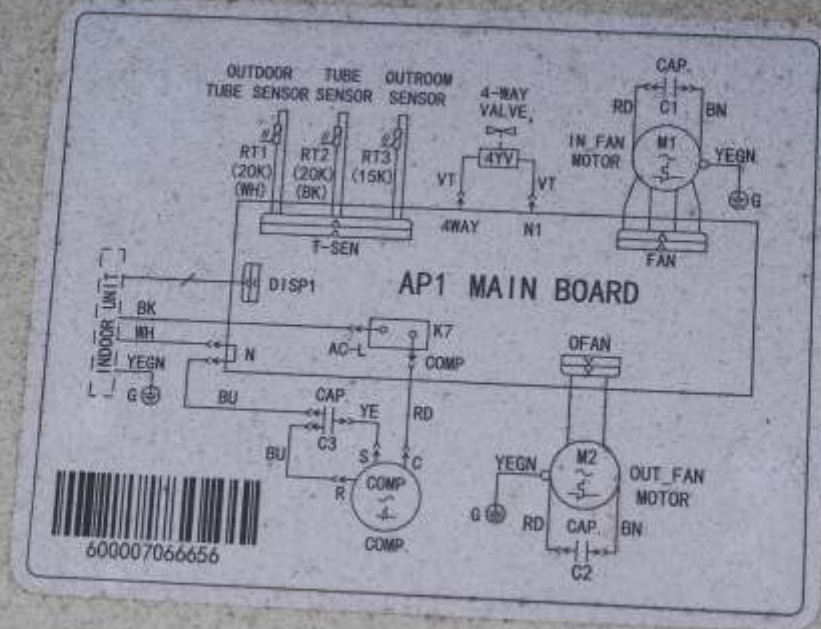 OUTDOOR TUBE SENSOR
TUBE SENSOR
OUTROOM SENSOR
4-WAY VALVE
CAP.
RD
C1
BN
RT1
(20K)
(WH)
RT2
(20K)
(BK)
RT3
(15K)
4YV
VT
VT
IN_FAN MOTOR
M1
YEGN
G
T-SEN
4WAY
N1
FAN
INDOOR UNIT
DISP1
AP1 MAIN BOARD
BK
WH
YEGN
G
N
AC-L
K7
COMP
OFAN
BU
CAP.
YE
RD
C3
BU
S
C
R
COMP
COMP.
YEGN
M2
OUT_FAN MOTOR
G
RD
CAP.
BN
C2
600007066656